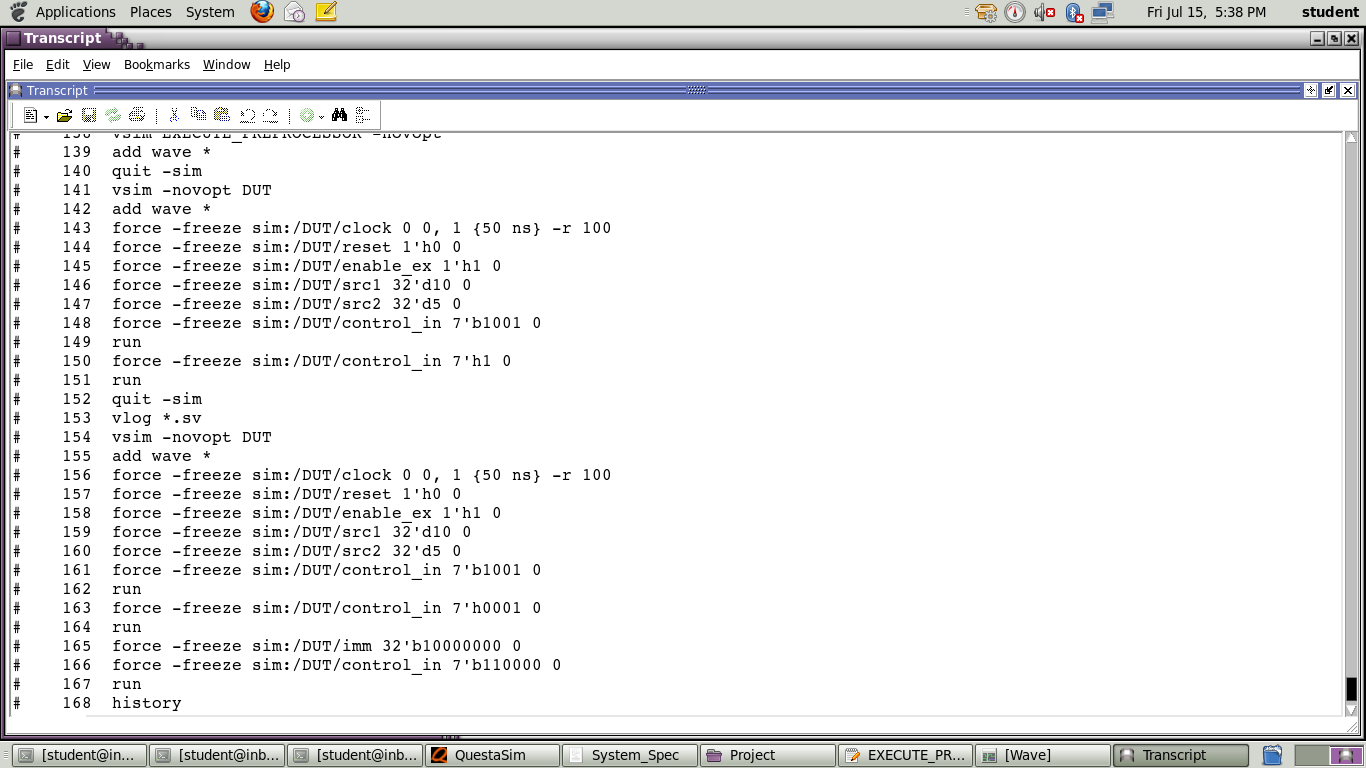 Applications Places System Fri Jul 15, 5:38 PM student
Transcript
File Edit View Bookmarks Window Help
Transcript
# 138 vsim EXECUTE_PREPROCESSOR -novopt
# 139 add wave *
# 140 quit -sim
# 141 vsim -novopt DUT
# 142 add wave *
# 143 force -freeze sim:/DUT/clock 0 0, 1 {50 ns} -r 100
# 144 force -freeze sim:/DUT/reset 1'h0 0
# 145 force -freeze sim:/DUT/enable_ex 1'h1 0
# 146 force -freeze sim:/DUT/src1 32'd10 0
# 147 force -freeze sim:/DUT/src2 32'd5 0
# 148 force -freeze sim:/DUT/control_in 7'b1001 0
# 149 run
# 150 force -freeze sim:/DUT/control_in 7'h1 0
# 151 run
# 152 quit -sim
# 153 vlog *.sv
# 154 vsim -novopt DUT
# 155 add wave *
# 156 force -freeze sim:/DUT/clock 0 0, 1 {50 ns} -r 100
# 157 force -freeze sim:/DUT/reset 1'h0 0
# 158 force -freeze sim:/DUT/enable_ex 1'h1 0
# 159 force -freeze sim:/DUT/src1 32'd10 0
# 160 force -freeze sim:/DUT/src2 32'd5 0
# 161 force -freeze sim:/DUT/control_in 7'b1001 0
# 162 run
# 163 force -freeze sim:/DUT/control_in 7'h0001 0
# 164 run
# 165 force -freeze sim:/DUT/imm 32'b10000000 0
# 166 force -freeze sim:/DUT/control_in 7'b110000 0
# 167 run
# 168 history
[student@in... [student@inb... [student@inb... QuestaSim System_Spec Project EXECUTE_PR... [Wave] Transcript